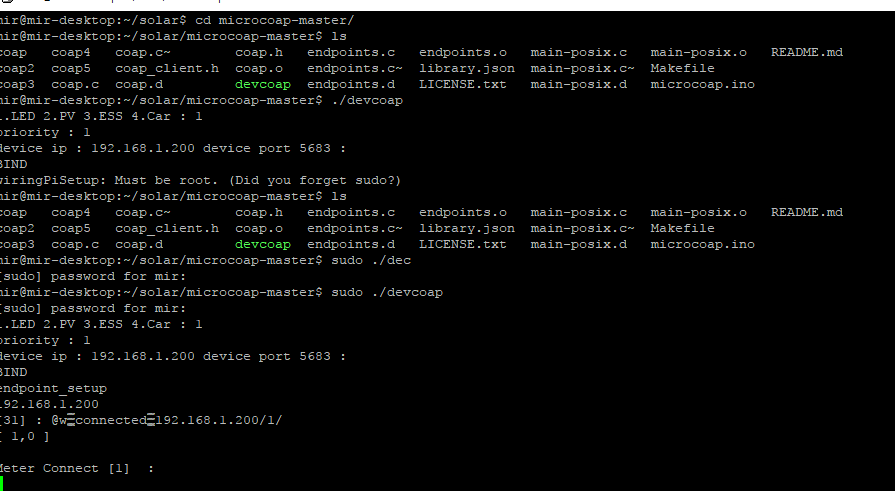 mir@mir-desktop:~/solar$ cd microcoap-master/
mir@mir-desktop:~/solar/microcoap-master$ ls
coap coap4 coap.c~ coap.h endpoints.c endpoints.o main-posix.c main-posix.o README.md
coap2 coap5 coap_client.h coap.o endpoints.c~ library.json main-posix.c~ Makefile
coap3 coap.c coap.d devcoap endpoints.d LICENSE.txt main-posix.d microcoap.ino
mir@mir-desktop:~/solar/microcoap-master$ ./devcoap
1.LED 2.PV 3.ESS 4.Car : 1
priority : 1
device ip : 192.168.1.200 device port 5683 :
BIND
wiringPiSetup: Must be root. (Did you forget sudo?)
mir@mir-desktop:~/solar/microcoap-master$ ls
coap coap4 coap.c~ coap.h endpoints.c endpoints.o main-posix.c main-posix.o README.md
coap2 coap5 coap_client.h coap.o endpoints.c~ library.json main-posix.c~ Makefile
coap3 coap.c coap.d devcoap endpoints.d LICENSE.txt main-posix.d microcoap.ino
mir@mir-desktop:~/solar/microcoap-master$ sudo ./dec
[sudo] password for mir:
mir@mir-desktop:~/solar/microcoap-master$ sudo ./devcoap
[sudo] password for mir:
1.LED 2.PV 3.ESS 4.Car : 1
priority : 1
device ip : 192.168.1.200 device port 5683 :
BIND
endpoint_setup
192.168.1.200
[31] : @w connected 192.168.1.200/1/
[ 1,0 ]
Meter Connect [1] :